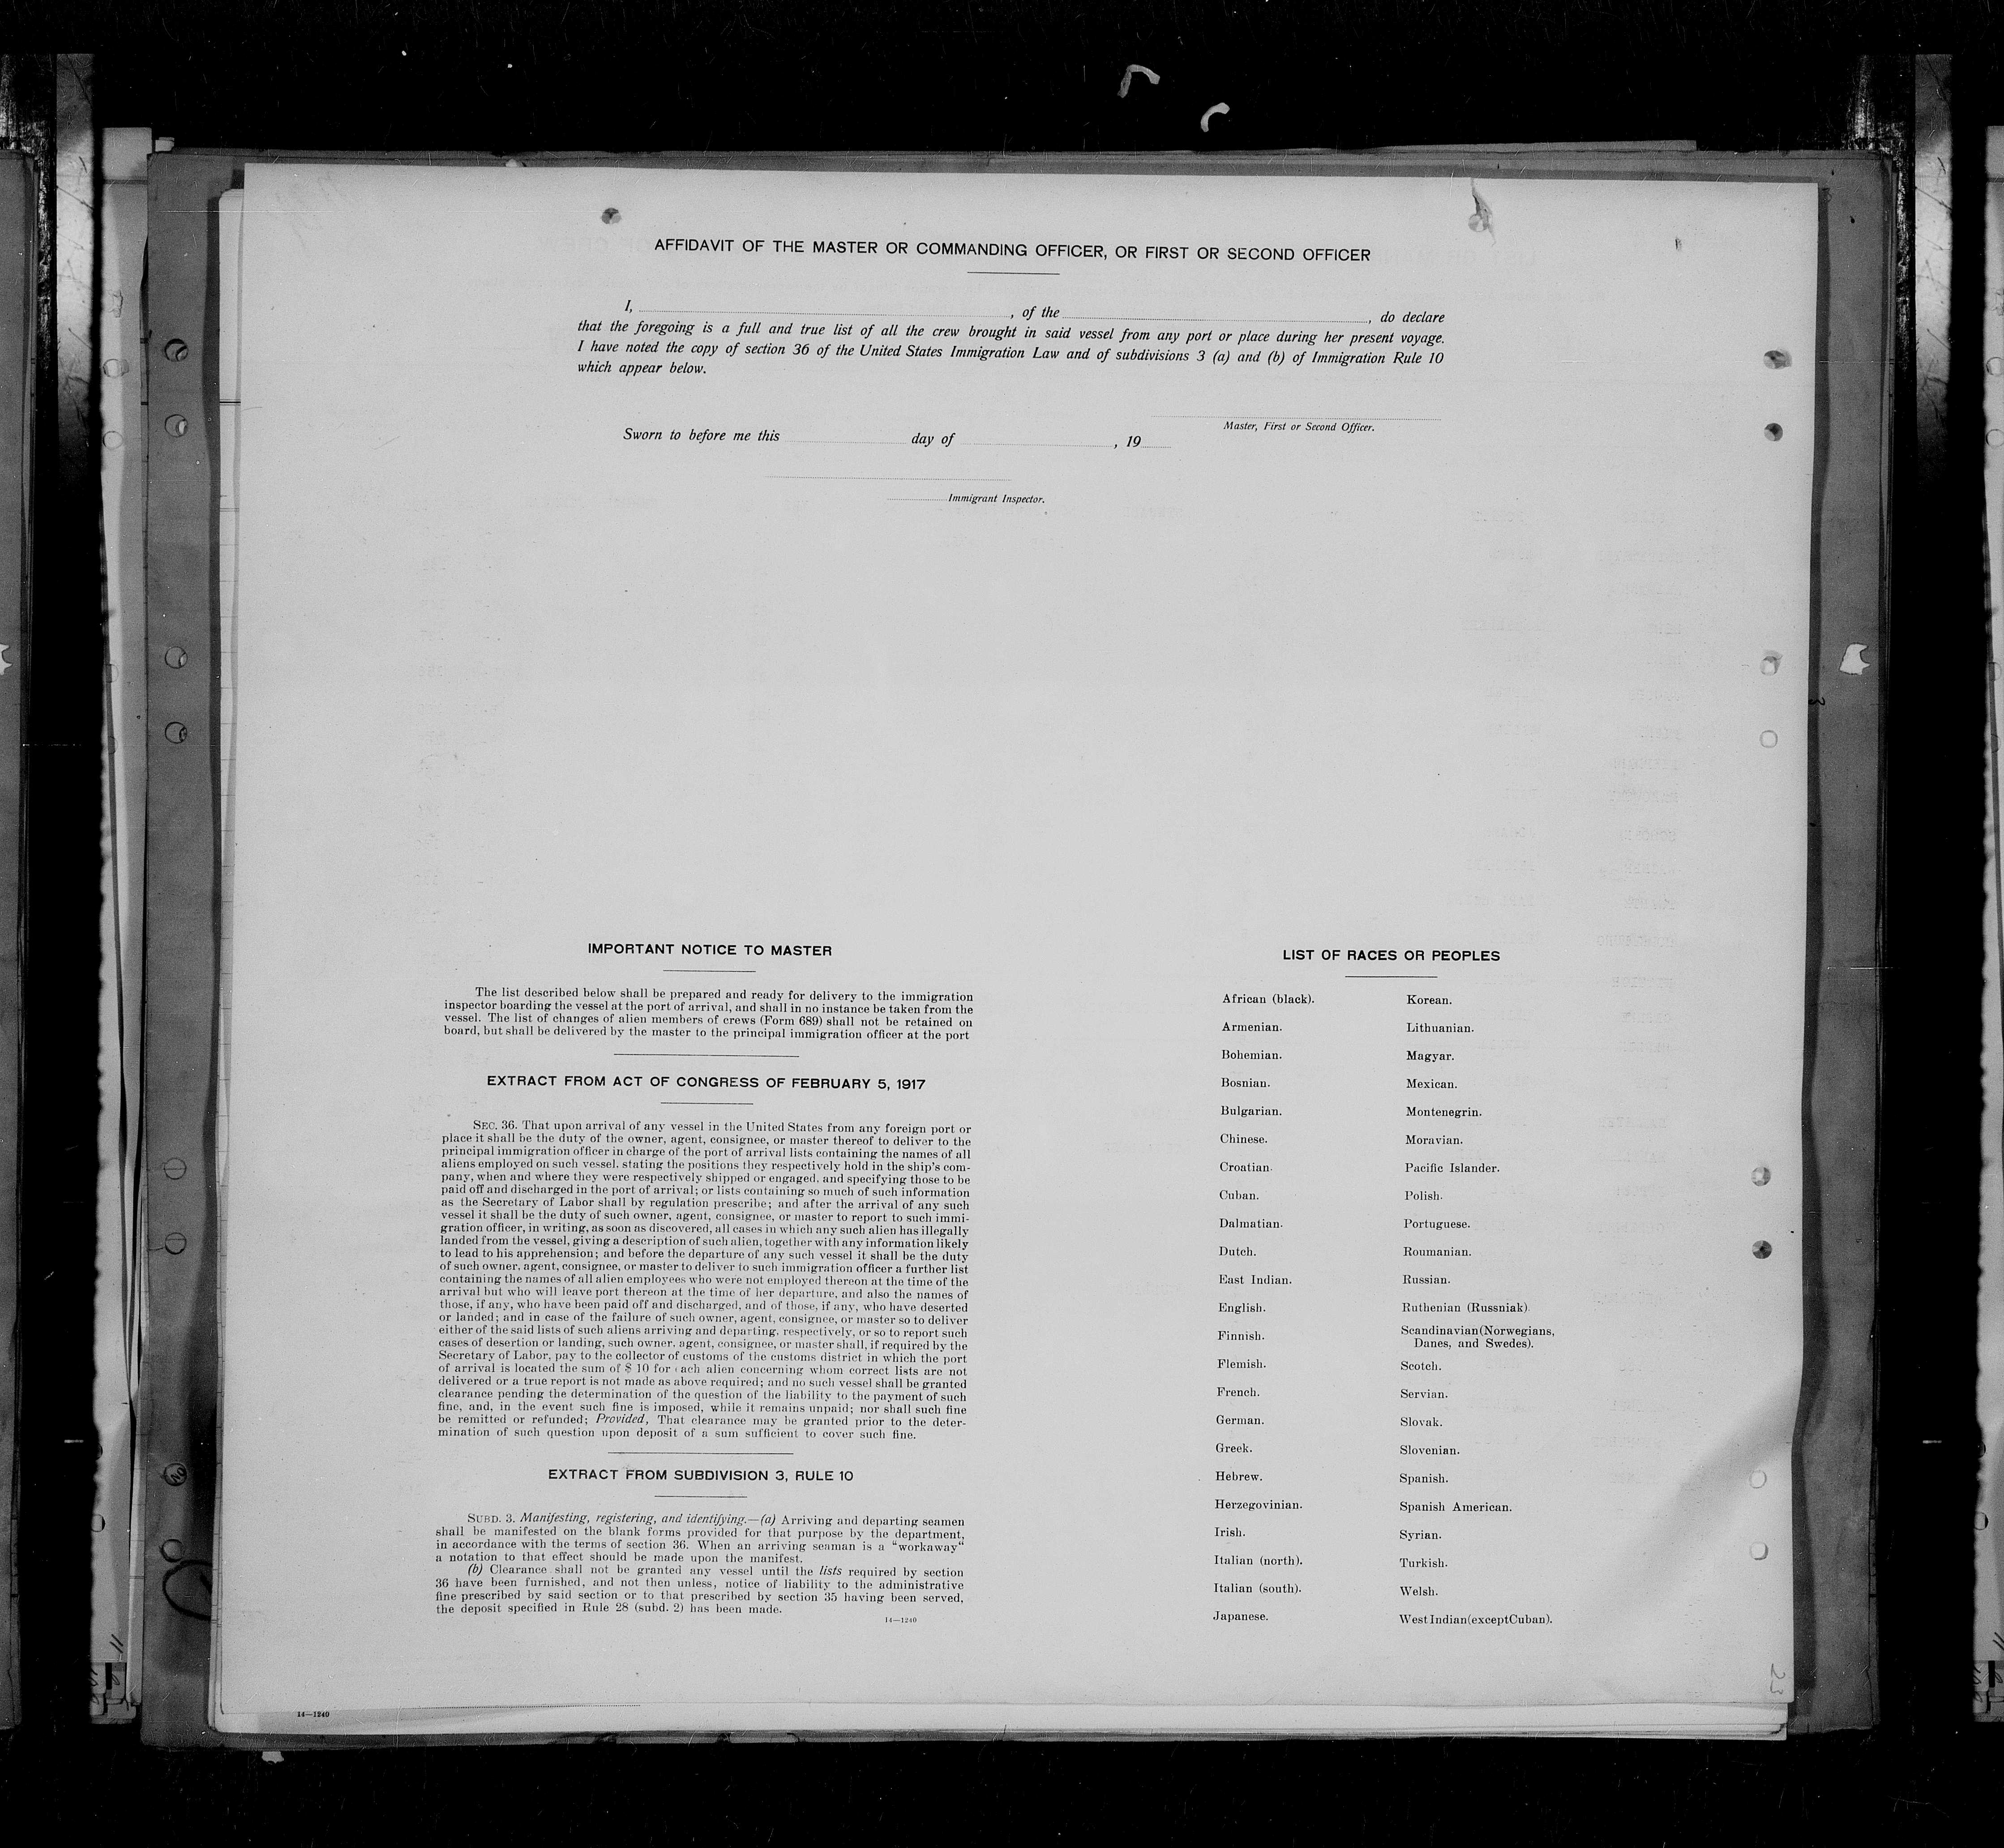 AFFIDAVIT OF THE MASTER OR COMMANDING OFFICER, OR FIRST OR SECOND OFFICER
I, , of the , do declare
that the foregoing is a full and true list of all the crew brought in said vessel from any port or place during her present voyage.
I have noted the copy of section 36 of the United States Immigration Law and of subdivisions 3 (a) and (b) of Immigration Rule 10
which appear below.
Master, First or Second Officer.
Sworn to before me this day of , 19
Immigrant Inspector.
IMPORTANT NOTICE TO MASTER
The list described below shall be prepared and ready for delivery to the immigration
inspector boarding the vessel at the port of arrival, and shall in no instance be taken from the
vessel. The list of changes of alien members of crews (Form 689) shall not be retained on
board, but shall be delivered by the master to the principal immigration officer at the port
EXTRACT FROM ACT OF CONGRESS OF FEBRUARY 5, 1917
SEC. 36. That upon arrival of any vessel in the United States from any foreign port or
place it shall be the duty of the owner, agent, consignee, or master thereof to deliver to the
principal immigration officer in charge of the port of arrival lists containing the names of all
aliens employed on such vessel, stating the positions they respectively hold in the ship's com-
pany, when and where they were respectively shipped or engaged, and specifying those to be
paid off and discharged in the port of arrival; or lists containing so much of such information
as the Secretary of Labor shall by regulation prescribe; and after the arrival of any such
vessel it shall be the duty of such owner, agent, consignee, or master to report to such immi-
gration officer, in writing, as soon as discovered, all cases in which any such alien has illegally
landed from the vessel, giving a description of such alien, together with any information likely
to lead to his apprehension; and before the departure of any such vessel it shall be the duty
of such owner, agent, consignee, or master to deliver to such immigration officer a further list
containing the names of all alien employees who were not employed thereon at the time of the
arrival but who will leave port thereon at the time of her departure, and also the names of
those, if any, who have been paid off and discharged, and of those, if any, who have deserted
or landed; and in case of the failure of such owner, agent, consignee, or master so to deliver
either of the said lists of such aliens arriving and departing, respectively, or so to report such
cases of desertion or landing, such owner, agent, consignee, or master shall, if required by the
Secretary of Labor, pay to the collector of customs of the customs district in which the port
of arrival is located the sum of $ 10 for each alien concerning whom correct lists are not
delivered or a true report is not made as above required; and no such vessel shall be granted
clearance pending the determination of the question of the liability to the payment of such
fine, and, in the event such fine is imposed, while it remains unpaid; nor shall such fine
be remitted or refunded; Provided, That clearance may be granted prior to the deter-
mination of such question upon deposit of a sum sufficient to cover such fine.
EXTRACT FROM SUBDIVISION 3, RULE 10
SUBD. 3. Manifesting, registering, and identifying.—(a) Arriving and departing seamen
shall be manifested on the blank forms provided for that purpose by the department,
in accordance with the terms of section 36. When an arriving seaman is a "workaway"
a notation to that effect should be made upon the manifest.
(b) Clearance shall not be granted any vessel until the lists required by section
36 have been furnished, and not then unless, notice of liability to the administrative
fine prescribed by said section or to that prescribed by section 35 having been served,
the deposit specified in Rule 28 (subd. 2) has been made.
14—1240
LIST OF RACES OR PEOPLES
African (black).
Armenian.
Bohemian.
Bosnian.
Bulgarian.
Chinese.
Croatian.
Cuban.
Dalmatian.
Dutch.
East Indian.
English.
Finnish.
Flemish.
French.
German.
Greek.
Hebrew.
Herzegovinian.
Irish.
Italian (north).
Italian (south).
Japanese.
Korean.
Lithuanian.
Magyar.
Mexican.
Montenegrin.
Moravian.
Pacific Islander.
Polish.
Portuguese.
Roumanian.
Russian.
Ruthenian (Russniak)
Scandinavian (Norwegians,
Danes, and Swedes).
Scotch.
Servian.
Slovak.
Slovenian.
Spanish.
Spanish American.
Syrian.
Turkish.
Welsh.
West Indian (except Cuban).
23
14—1240